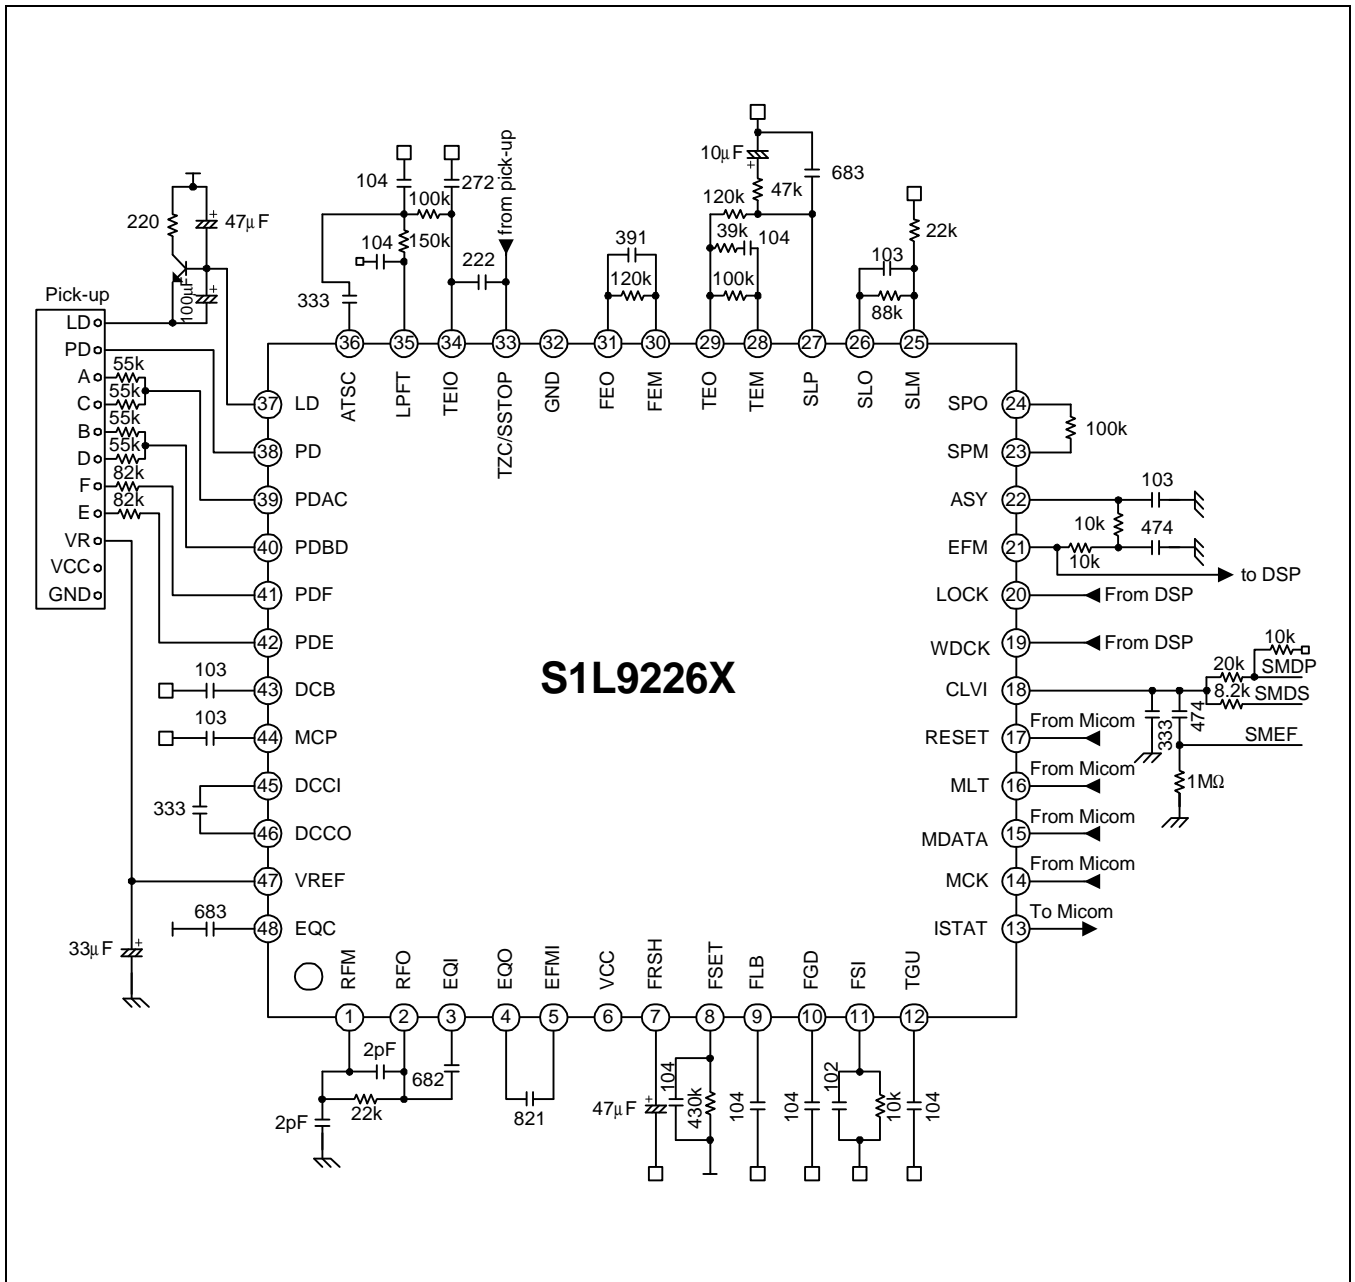 10μF
47k
683
104
272
from pick-up
100k
120k
220
47μF
104
150k
222
391
120k
39k
104
100k
22k
103
88k
100μF
333
Pick-up
LD
PD
A
55k
C
55k
B
55k
D
55k
F
82k
E
82k
VR
VCC
GND
36
35
34
33
32
31
30
29
28
27
26
25
ATSC
LPFT
TEIO
TZC/SSTOP
GND
FEO
FEM
TEO
TEM
SLP
SLO
SLM
37 LD
38 PD
39 PDAC
40 PDBD
41 PDF
42 PDE
103
43 DCB
103
44 MCP
45 DCCI
333
46 DCCO
47 VREF
683
48 EQC
33μF
S1L9226X
SPO 24
100k
SPM 23
ASY 22
103
10k
474
EFM 21
10k
to DSP
LOCK 20 From DSP
WDCK 19 From DSP
10k
20k
SMDP
CLVI 18
8.2k
SMDS
333
474
SMEF
1MΩ
RESET 17 From Micom
MLT 16 From Micom
MDATA 15 From Micom
MCK 14 From Micom
ISTAT 13 To Micom
RFM
RFO
EQI
EQO
EFMI
VCC
FRSH
FSET
FLB
FGD
FSI
TGU
1
2
3
4
5
6
7
8
9
10
11
12
2pF
682
22k
2pF
821
47μF
104
430k
104
104
102
10k
104